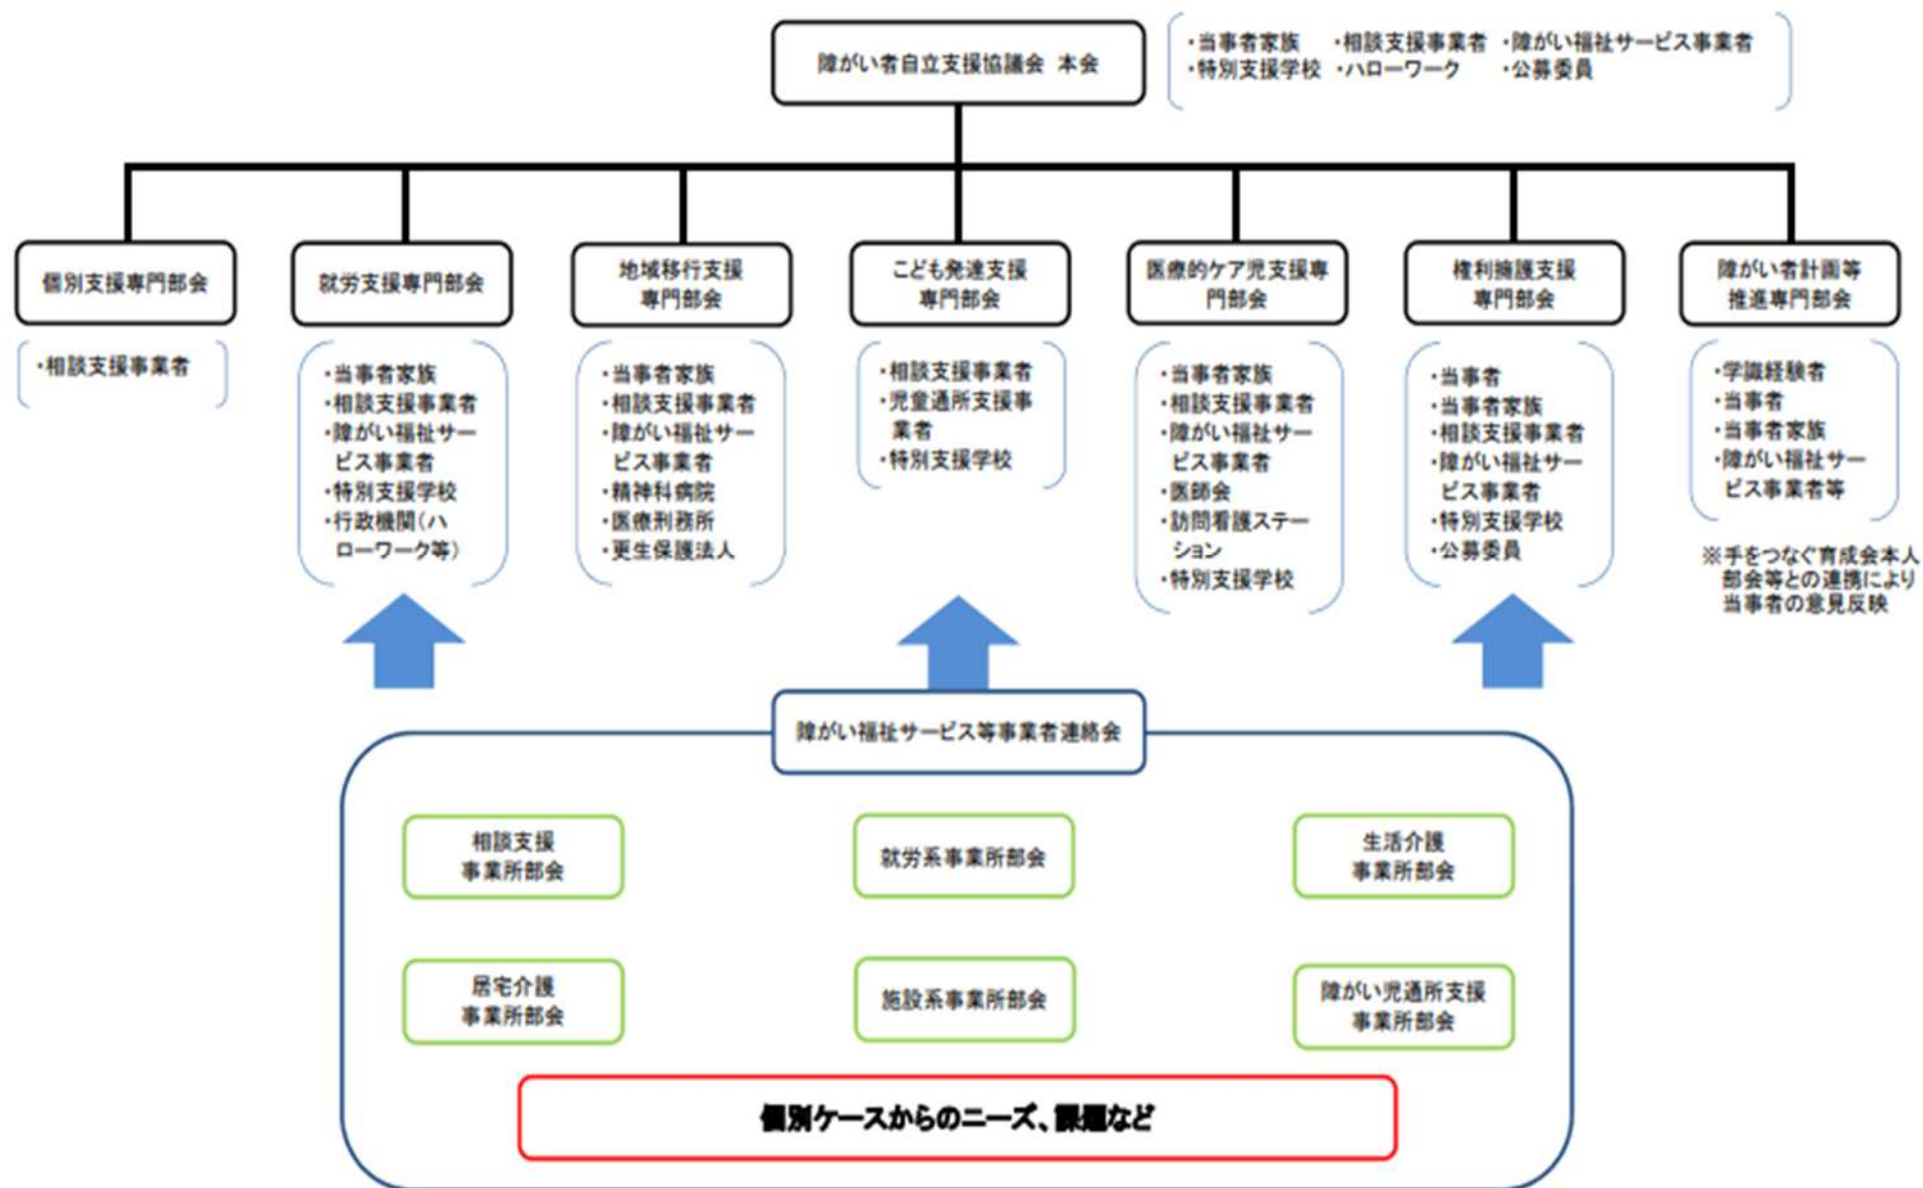 障がい者自立支援協議会 本会
・当事者家族 ・相談支援事業者 ・障がい福祉サービス事業者
・特別支援学校 ・ハローワーク ・公募委員
個別支援専門部会
・相談支援事業者
就労支援専門部会
・当事者家族
・相談支援事業者
・障がい福祉サー
ビス事業者
・特別支援学校
・行政機関(ハ
ローワーク等)
地域移行支援
専門部会
・当事者家族
・相談支援事業者
・障がい福祉サー
ビス事業者
・精神科病院
・医療刑務所
・更生保護法人
こども発達支援
専門部会
・相談支援事業者
・児童通所支援事
業者
・特別支援学校
医療的ケア児支援専
門部会
・当事者家族
・相談支援事業者
・障がい福祉サー
ビス事業者
・医師会
・訪問看護ステー
ション
・特別支援学校
権利擁護支援
専門部会
・当事者
・当事者家族
・相談支援事業者
・障がい福祉サー
ビス事業者
・特別支援学校
・公募委員
障がい者計画等
推進専門部会
・学識経験者
・当事者
・当事者家族
・障がい福祉サー
ビス事業者等
※手をつなぐ育成会本人
部会等との連携により
当事者の意見反映
障がい福祉サービス等事業者連絡会
相談支援
事業所部会
就労系事業所部会
生活介護
事業所部会
居宅介護
事業所部会
施設系事業所部会
障がい児通所支援
事業所部会
個別ケースからのニーズ、課題など